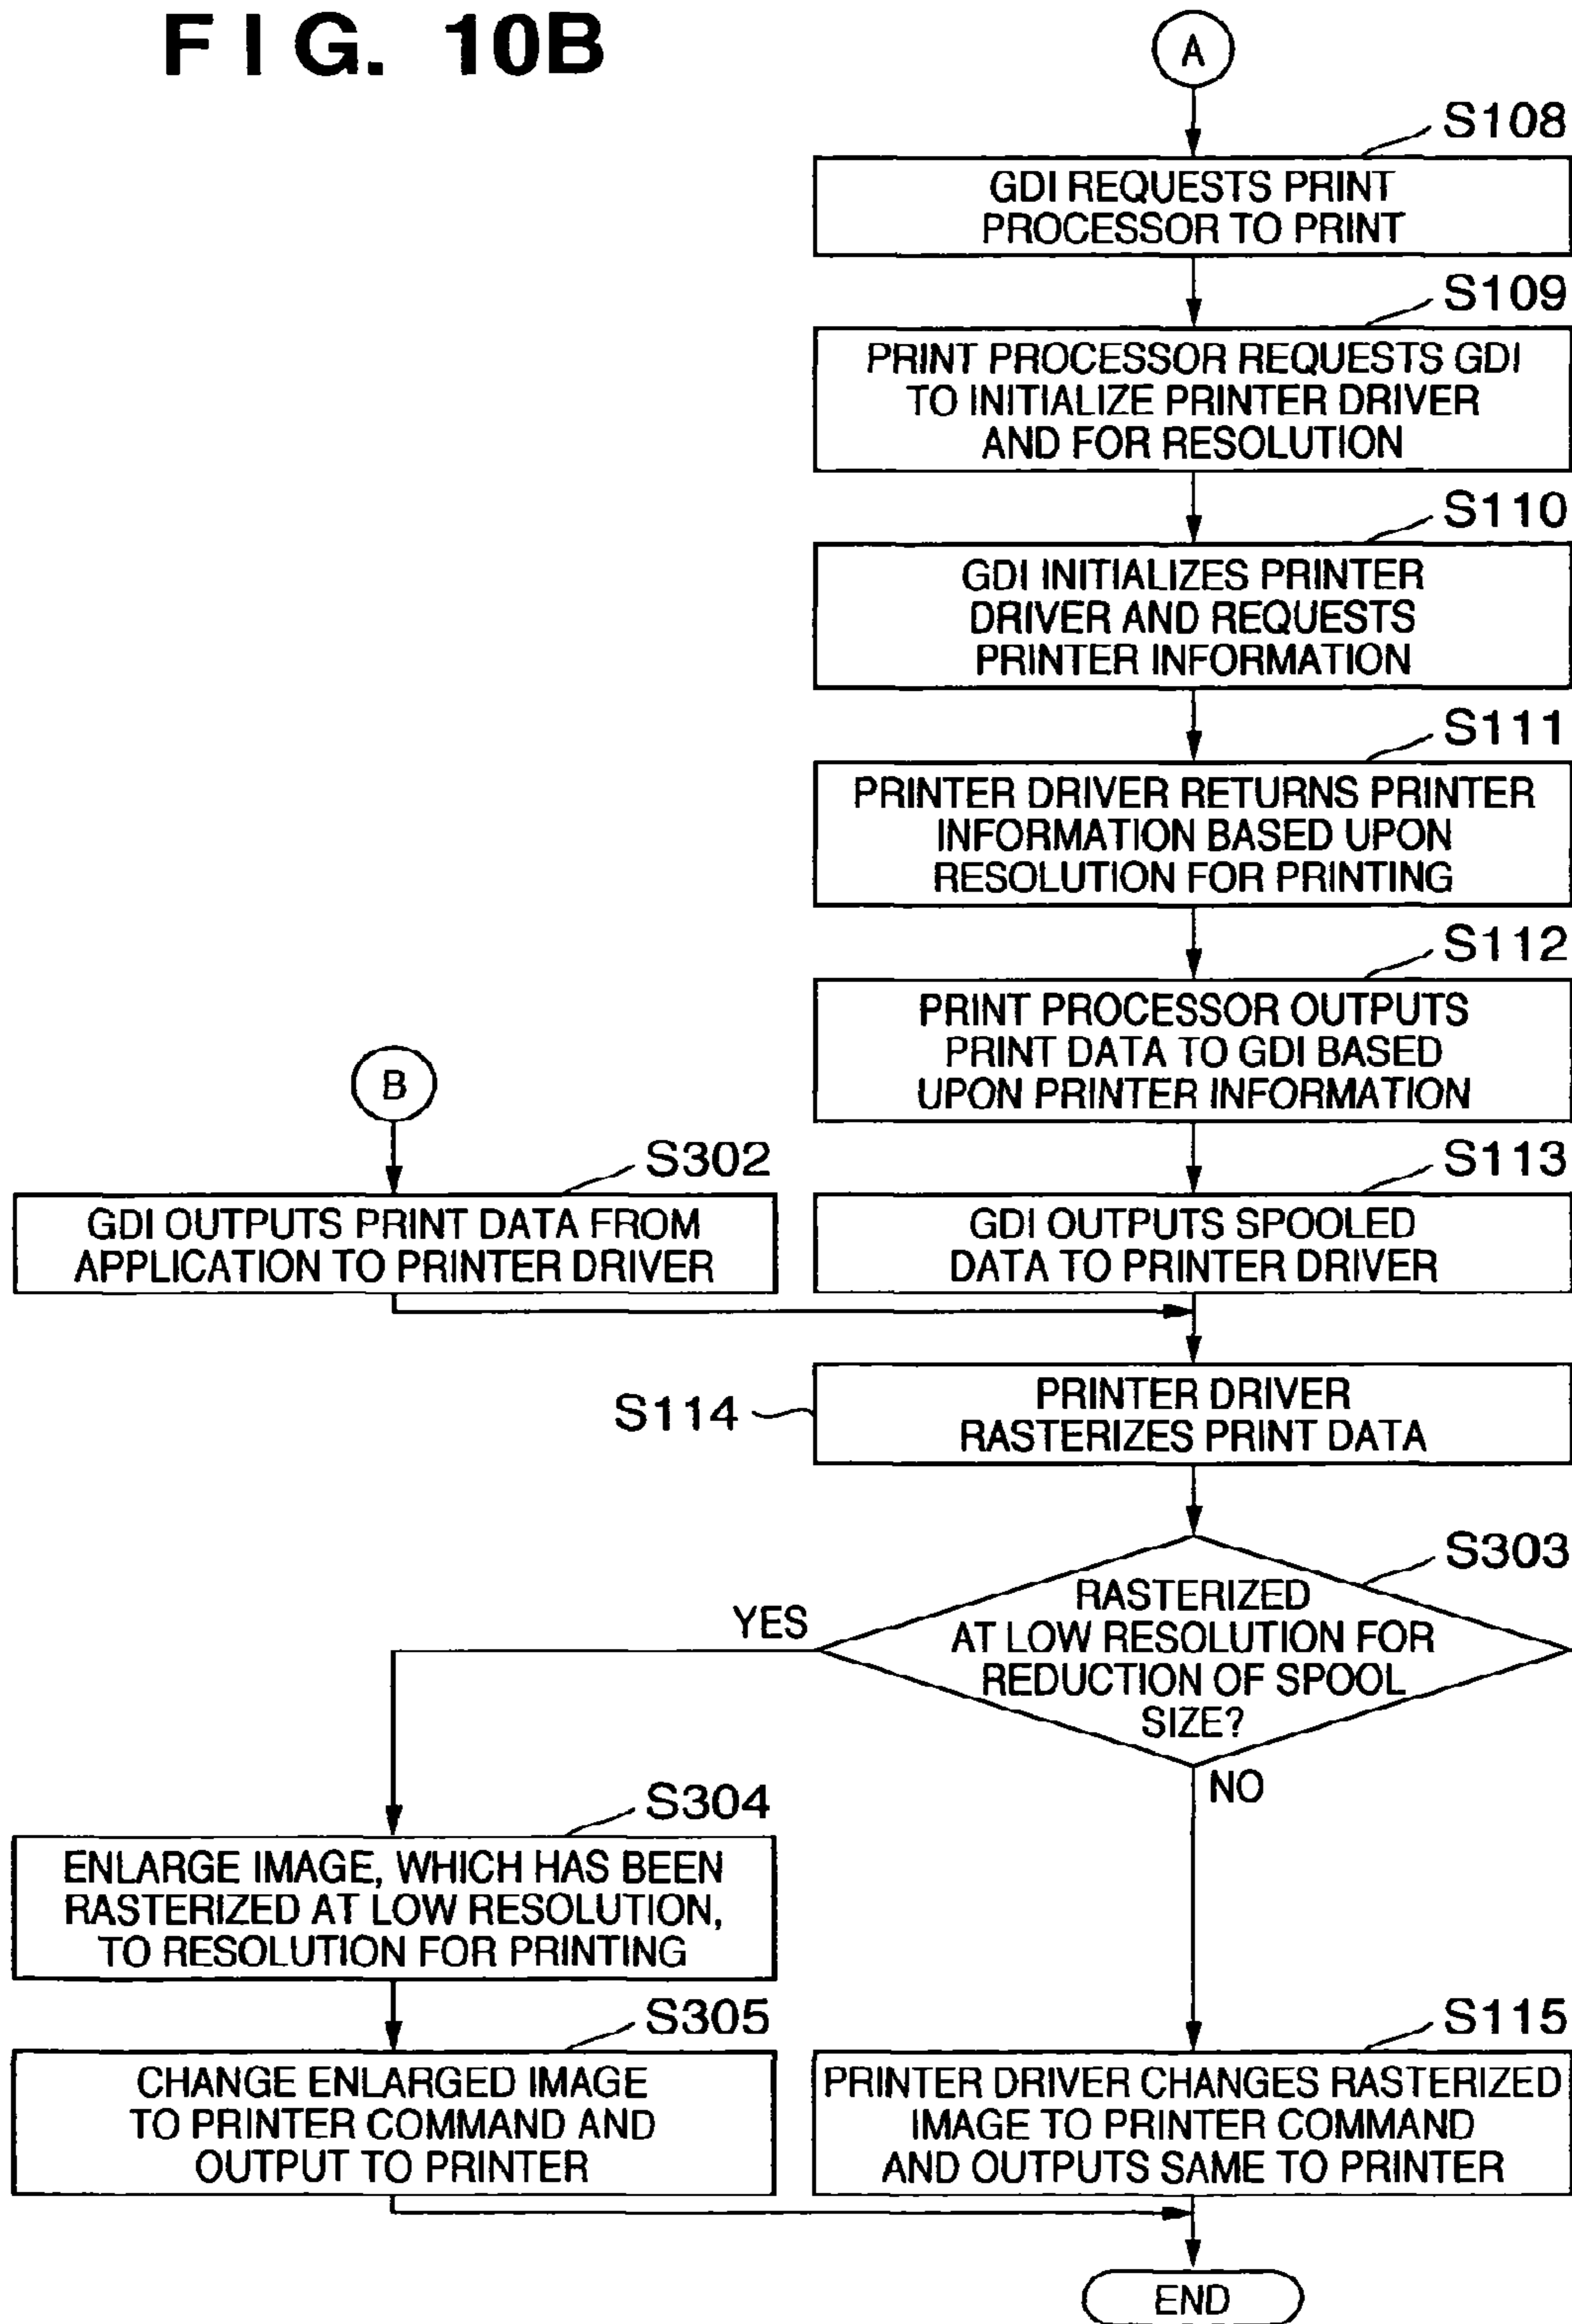 FIG. 10B
A
S108
GDI REQUESTS PRINT
PROCESSOR TO PRINT
S109
PRINT PROCESSOR REQUESTS GDI
TO INITIALIZE PRINTER DRIVER
AND FOR RESOLUTION
S110
GDI INITIALIZES PRINTER
DRIVER AND REQUESTS
PRINTER INFORMATION
S111
PRINTER DRIVER RETURNS PRINTER
INFORMATION BASED UPON
RESOLUTION FOR PRINTING
S112
PRINT PROCESSOR OUTPUTS
PRINT DATA TO GDI BASED
UPON PRINTER INFORMATION
B
S302
GDI OUTPUTS PRINT DATA FROM
APPLICATION TO PRINTER DRIVER
S113
GDI OUTPUTS SPOOLED
DATA TO PRINTER DRIVER
S114
PRINTER DRIVER
RASTERIZES PRINT DATA
S303
RASTERIZED
AT LOW RESOLUTION FOR
REDUCTION OF SPOOL
SIZE?
YES
NO
S304
ENLARGE IMAGE, WHICH HAS BEEN
RASTERIZED AT LOW RESOLUTION,
TO RESOLUTION FOR PRINTING
S305
CHANGE ENLARGED IMAGE
TO PRINTER COMMAND AND
OUTPUT TO PRINTER
S115
PRINTER DRIVER CHANGES RASTERIZED
IMAGE TO PRINTER COMMAND
AND OUTPUTS SAME TO PRINTER
END